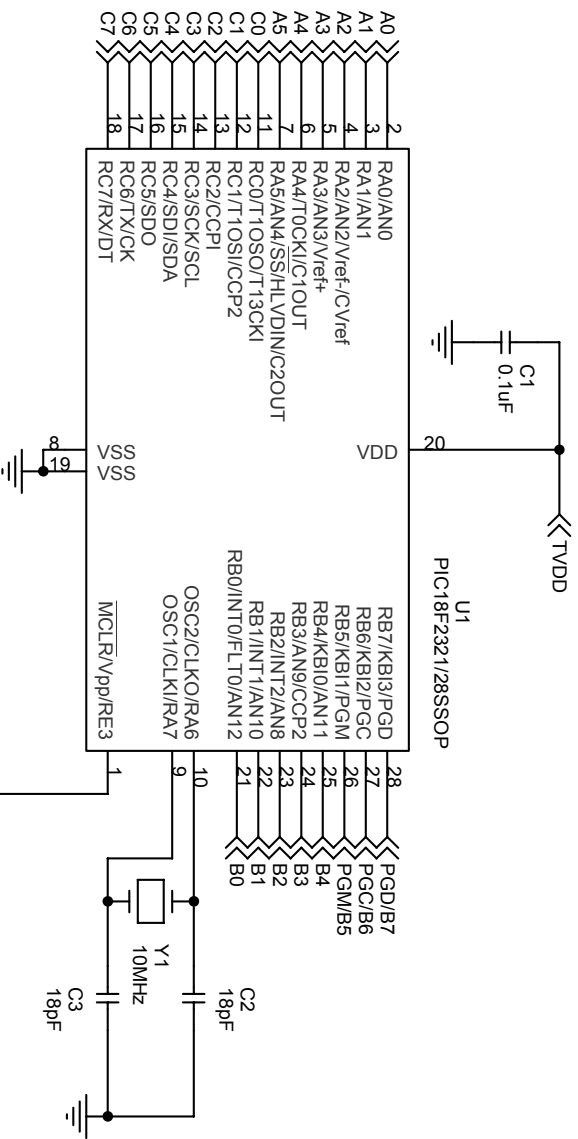 TVDD
C1
0.1uF
U1
PIC18F2321/28SSOP
20
VDD
A0
2
RA0/AN0
A1
3
RA1/AN1
A2
4
RA2/AN2/Vref-/CVref
A3
5
RA3/AN3/Vref+
A4
6
RA4/T0CKI/C1OUT
A5
7
RA5/AN4/SS/HLVDIN/C2OUT
C0
11
RC0/T1OSO/T13CKI
C1
12
RC1/T1OSI/CCP2
C2
13
RC2/CCPI
C3
14
RC3/SCK/SCL
C4
15
RC4/SDI/SDA
C5
16
RC5/SDO
C6
17
RC6/TX/CK
C7
18
RC7/RX/DT
RB7/KBI3/PGD
28
PGD/B7
RB6/KBI2/PGC
27
PGC/B6
RB5/KBI1/PGM
26
PGM/B5
RB4/KBI0/AN11
25
B4
RB3/AN9/CCP2
24
B3
RB2/INT2/AN8
23
B2
RB1/INT1/AN10
22
B1
RB0/INT0/FLT0/AN12
21
B0
OSC2/CLKO/RA6
10
OSC1/CLKI/RA7
9
MCLR/Vpp/RE3
1
VSS
VSS
8
19
Y1
10MHz
C2
18pF
C3
18pF